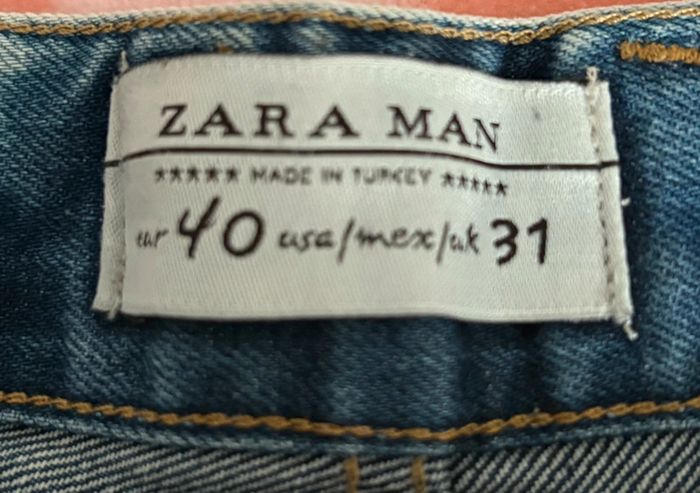 ZARA MAN
***** MADE IN TURKEY *****
eur 40 usa/mex/uk 31